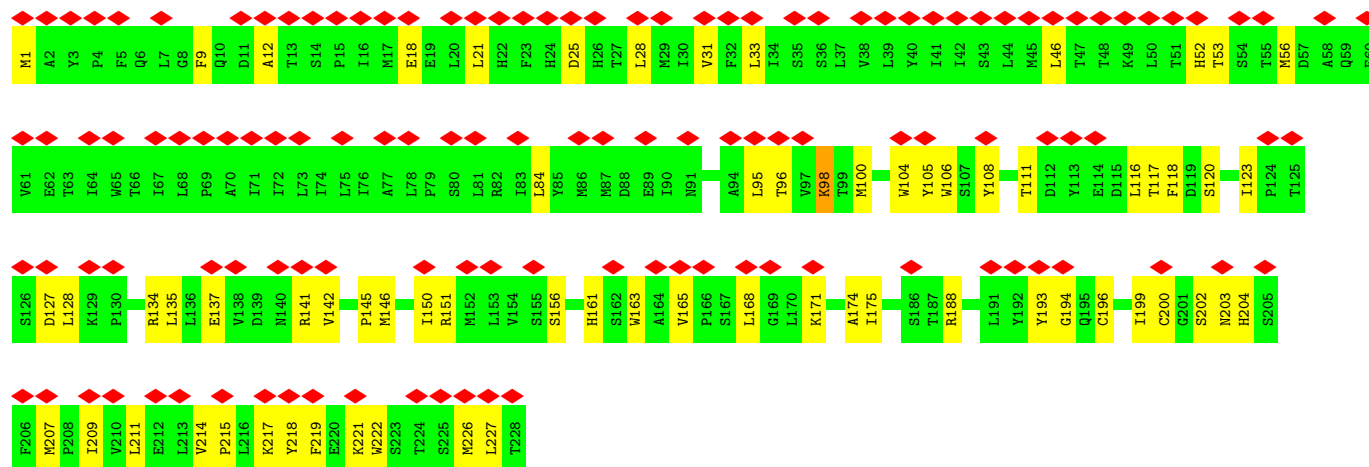 M1 A2 Y3 P4 F5 Q6 L7 G8 F9 Q10 D11 A12 T13 S14 P15 I16 M17 E18 E19 L20 L21 H22 F23 H24 D25 H26 T27 L28 M29 I30 V31 F32 L33 I34 S35 S36 L37 V38 L39 Y40 I41 I42 S43 L44 M45 L46 T47 T48 K49 L50 T51 H52 T53 S54 T55 M56 D57 A58 Q59
V61 E62 T63 I64 W65 T66 I67 L68 P69 A70 I71 I72 L73 I74 L75 I76 A77 L78 P79 S80 L81 R82 I83 L84 Y85 M86 M87 D88 E89 I90 N91 A94 L95 T96 V97 K98 T99 M100 W104 Y105 W106 S107 Y108 T111 D112 Y113 E114 D115 L116 T117 F118 D119 S120 I123 P124 T125
S126 D127 L128 K129 P130 R134 L135 L136 E137 V138 D139 N140 R141 V142 P145 M146 I150 R151 M152 L153 V154 S155 S156 H161 S162 W163 A164 V165 P166 S167 L168 G169 L170 K171 A174 I175 S186 T187 R188 L191 Y192 Y193 G194 Q195 C196 I199 C200 G201 S202 N203 H204 S205
F206 M207 P208 I209 V210 L211 E212 L213 V214 P215 L216 K217 Y218 F219 E220 K221 W222 S223 T224 S225 M226 L227 T228